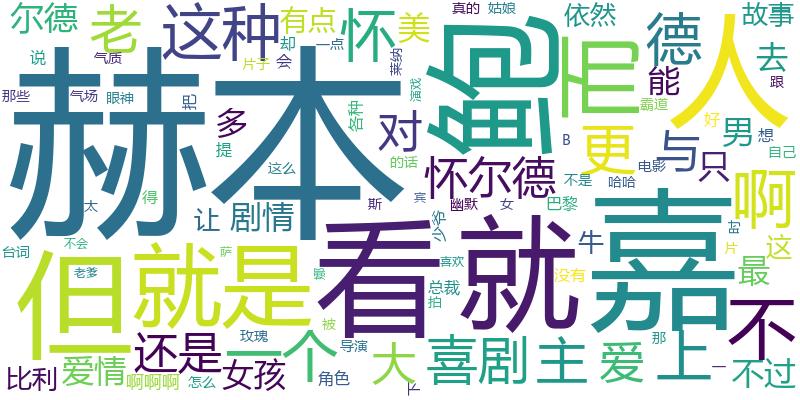 尔德
老
这种
有点
怀
美
真的
姑娘
依然
故事
说
气质
片子
却
会
一点
莱纳
鲍
们
德
人
去
跟
那些
气场
眼神
把
各种
演戏
能
霸道
好
赫
本
多
提
对
更
男
想
B
电影
与
只
自己
这么
的话
怀尔德
不是
哈哈
啊
太
得
让
剧情
斯
幽默
宾
女
巴黎
嘉
台词
不会
少爷
牛
这
片
但
就是
萨
看
就
喜欢
没有
最
老爹
够
总裁
拍
不
玫瑰
被
还是
一个
导演
喜剧
主
爱
上
那
不过
比利
爱情
啊啊啊
怎么
女孩
角色
大
下
一